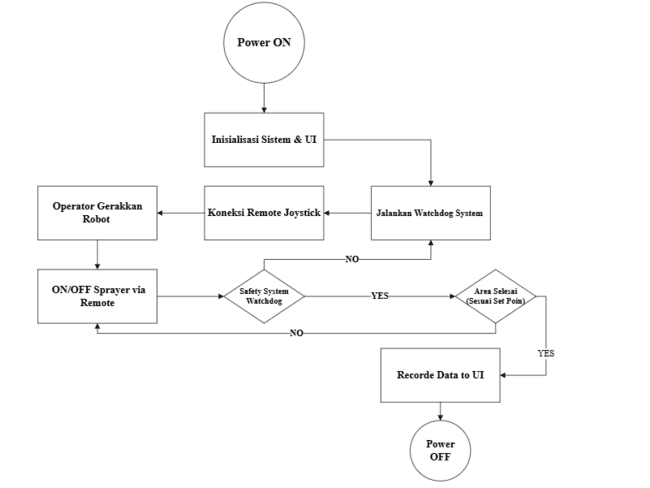 Power ON
Inisialisasi Sistem & UI
Operator Gerakkan
Robot
Koneksi Remote Joystick
Jalankan Watchdog System
NO
ON/OFF Sprayer via
Remote
Safety System
Watchdog
YES
Area Selesai
(Sesuai Set Poin)
NO
YES
Recorde Data to UI
Power
OFF